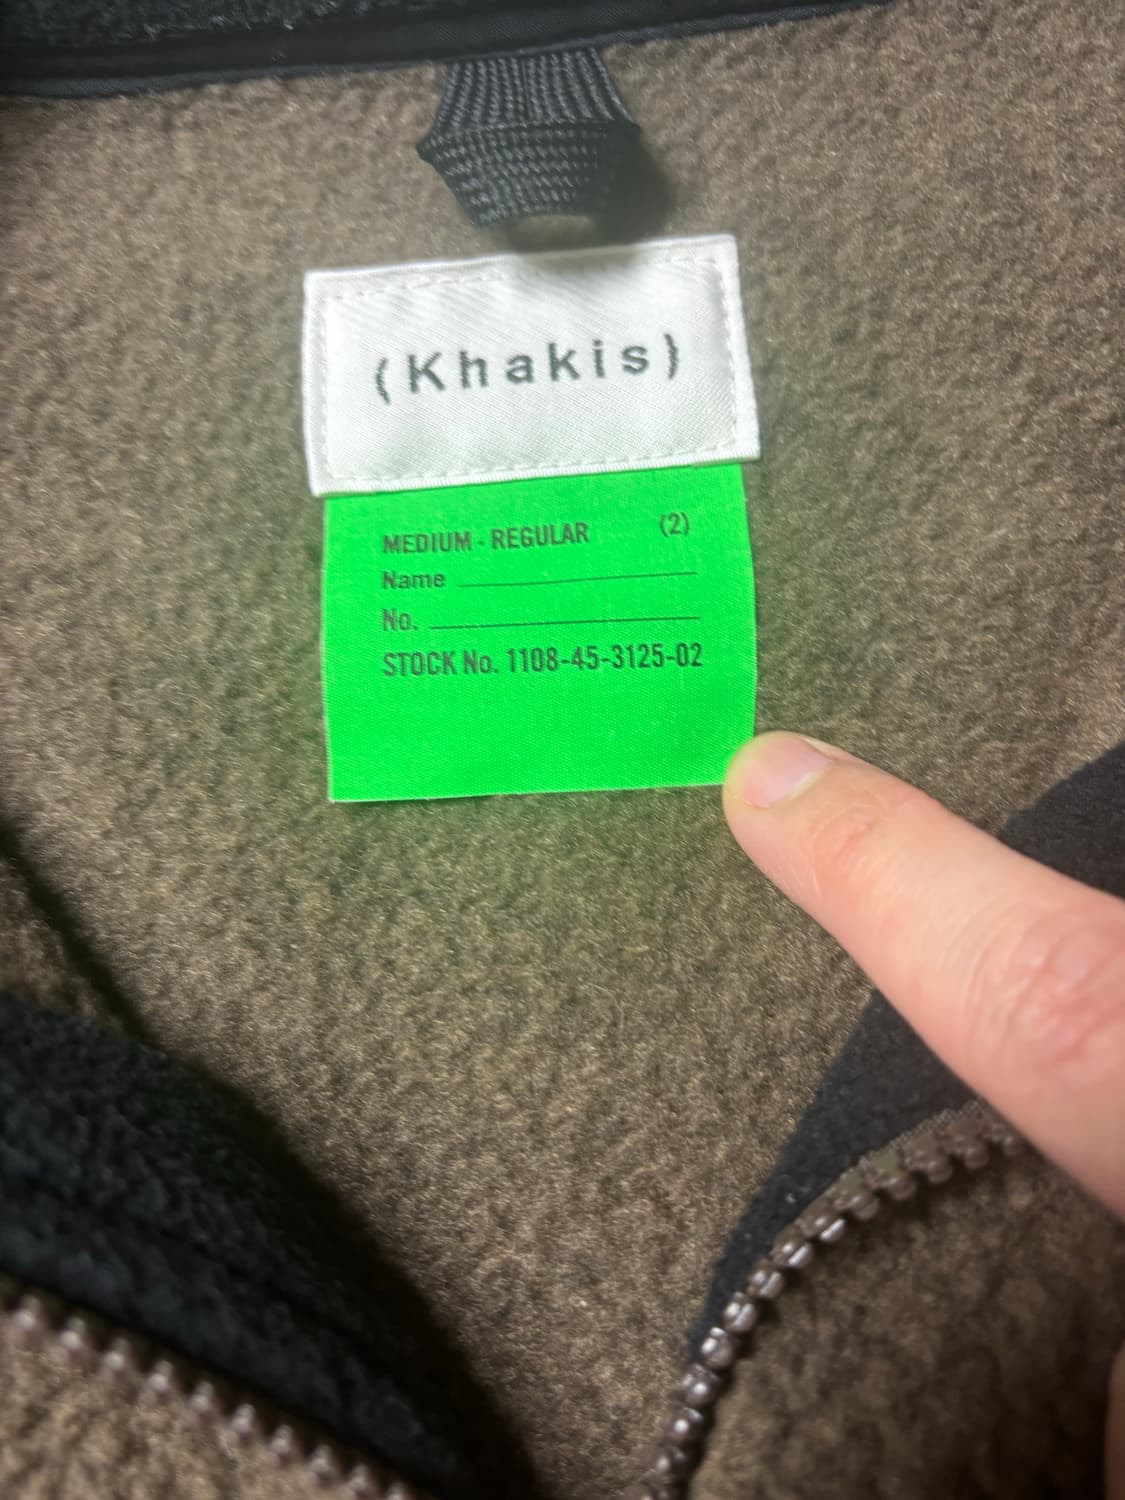 (Khakis)
MEDIUM - REGULAR (2)
Name
No.
STOCK No. 1108-45-3125-02